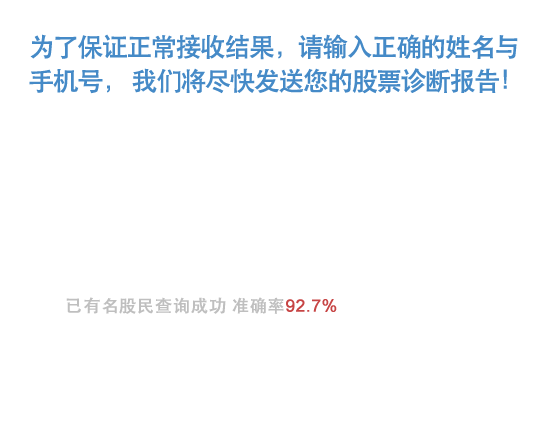 为了保证正常接收结果，请输入正确的姓名与
手机号， 我们将尽快发送您的股票诊断报告！
已有名股民查询成功 准确率92.7%